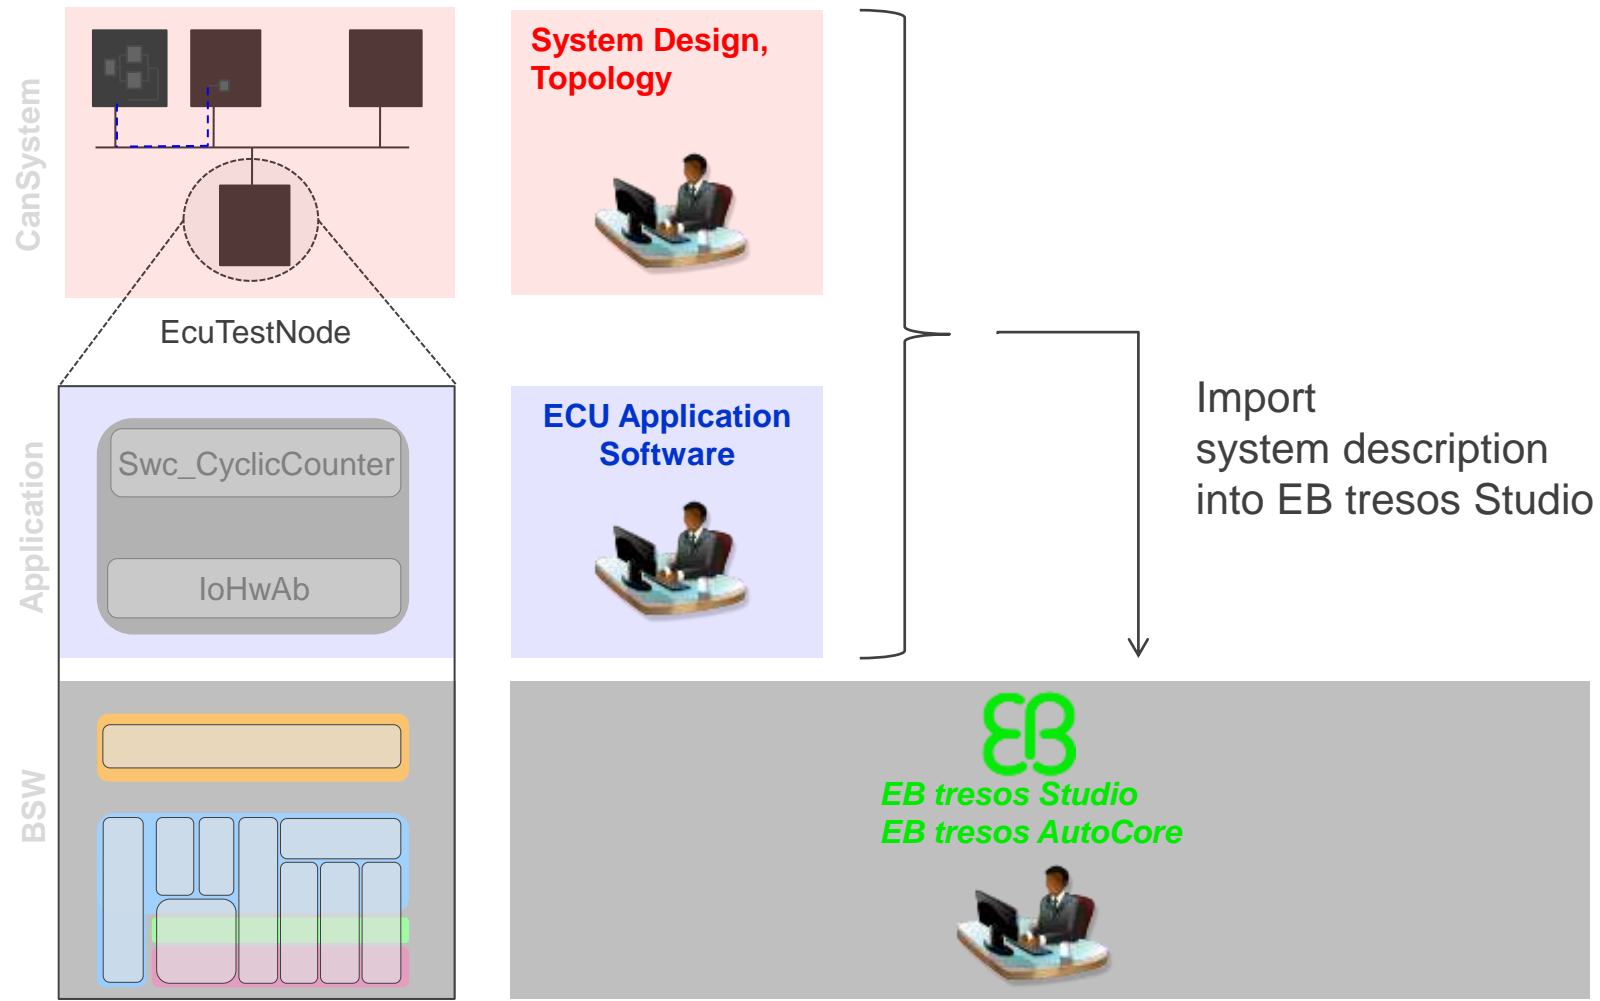 CanSystem
System Design,
Topology
EcuTestNode
Application
Swc_CyclicCounter
IoHwAb
ECU Application
Software
Import
system description
into EB tresos Studio
BSW
EB
EB tresos Studio
EB tresos AutoCore